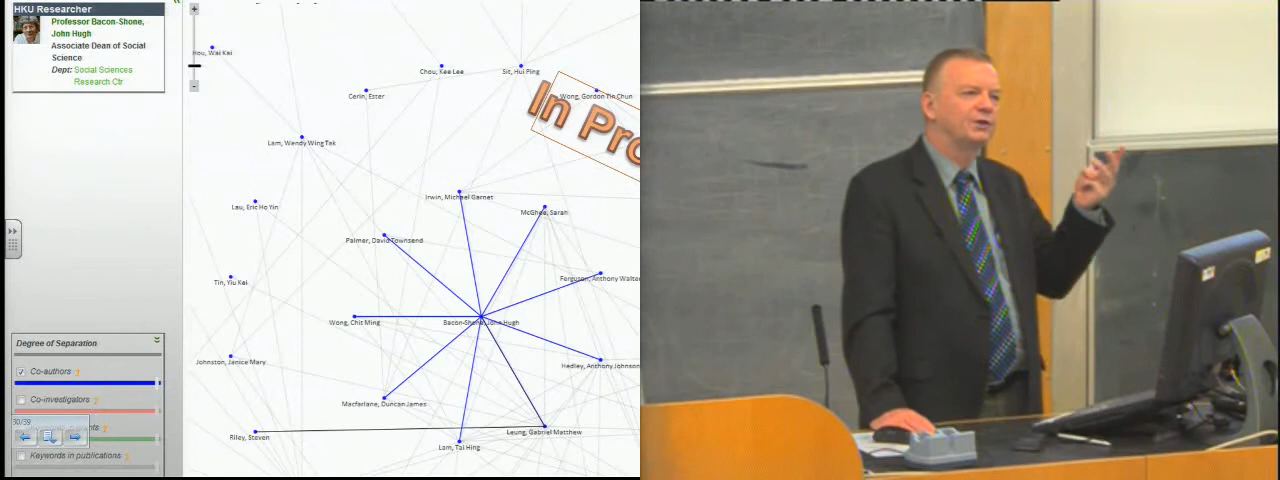 HKU Researcher
Professor Bacon-Shone,
John Hugh
Associate Dean of Social
Science
Dept: Social Sciences
Research Ctr
Hou, Wai Kai
Chou, Kee Lee
Sit, Hui Ping
Cerin, Ester
Wong, Gordon Tin Chun
In Pro
Lam, Wendy Wing Tak
Irwin, Michael Garnet
Lau, Eric Ho Yin
McGhee, Sarah
Palmer, David Townsend
Tin, Yiu Kei
Ferguson, Anthony Walter
Wong, Chit Ming
Bacon-Shone, John Hugh
Johnston, Janice Mary
Hedley, Anthony Johnson
Macfarlane, Duncan James
Riley, Steven
Leung, Gabriel Matthew
Lam, Tai Hing
Degree of Separation
Co-authors ?
Co-investigators ?
30/39
Keywords in publications ?